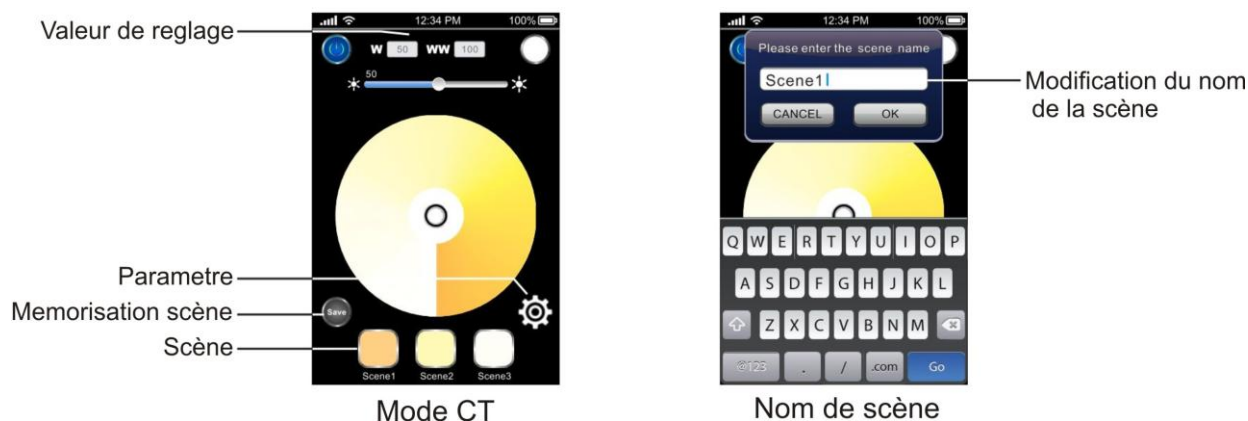 Valeur de reglage
12:34 PM
100%
W 50 WW 100
50
Parametre
Memorisation scène
Save
Scène
Scene1 Scene2 Scene3
Mode CT
12:34 PM
100%
Please enter the scene name
Scene1
CANCEL OK
Modification du nom
de la scène
Q W E R T Y U I O P
A S D F G H J K L
Z X C V B N M
@123 . / .com Go
Nom de scène